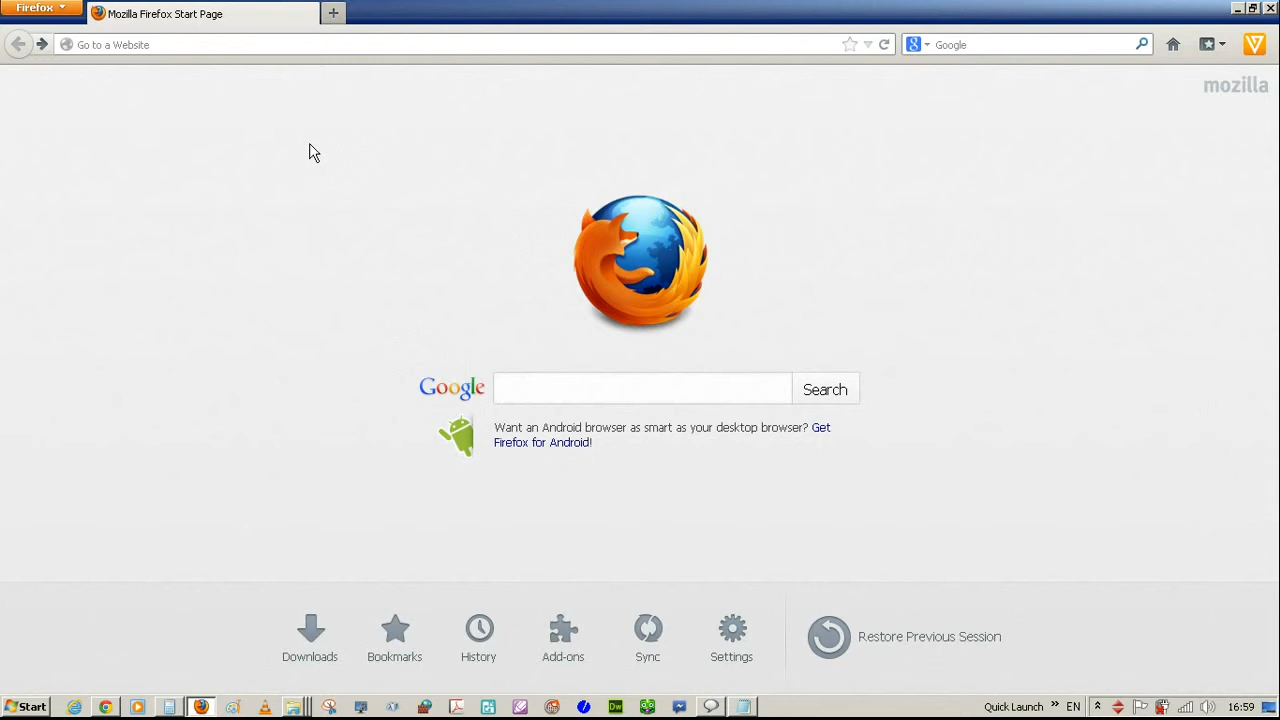 Firefox
Mozilla Firefox Start Page
Go to a Website
Google
mozilla
Google
Search
Want an Android browser as smart as your desktop browser? Get
Firefox for Android!
Downloads
Bookmarks
History
Add-ons
Sync
Settings
Restore Previous Session
Start
Dw
Quick Launch
EN
16:59